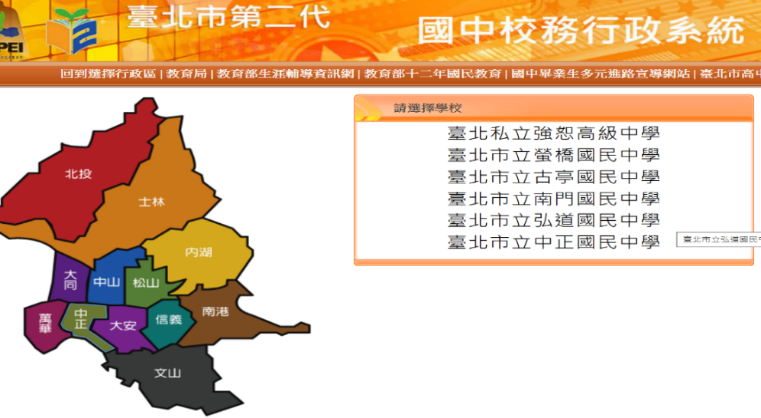 臺北市第二代
國中校務行政系統
PEI
2
回到選擇行政區 | 教育局 | 教育部生涯輔導資訊網 | 教育部十二年國民教育 | 國中畢業生多元進路宣導網站 | 臺北市高中
請選擇學校
臺北私立強恕高級中學
臺北市立螢橋國民中學
臺北市立古亭國民中學
臺北市立南門國民中學
臺北市立弘道國民中學
臺北市立中正國民中學
臺北市立弘道國民中
北投
士林
內湖
大同
中山
松山
萬華
中正
大安
信義
南港
文山